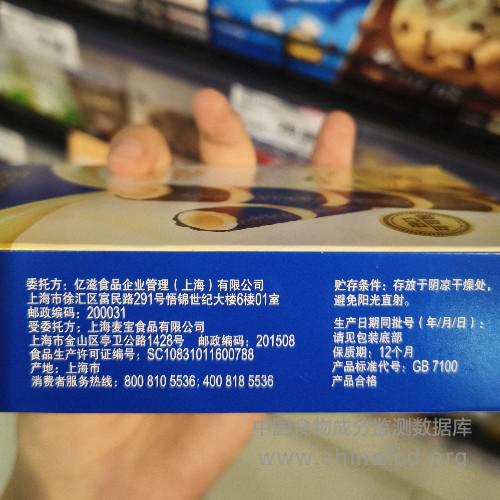 委托方：亿滋食品企业管理（上海）有限公司
上海市徐汇区富民路291号悟锦世纪大楼6楼01室
邮政编码：200031
受委托方：上海麦宝食品有限公司
上海市金山区亭卫公路1428号 邮政编码：201508
食品生产许可证编号：SC10831011600788
产地：上海市
消费者服务热线：800 810 5536; 400 818 5536
贮存条件：存放于阴凉干燥处，
避免阳光直射。
生产日期同批号（年/月/日）：
请见包装底部
保质期：12个月
产品标准代号：GB 7100
产品合格
中国食物成分监测数据库
www.chinafcd.org